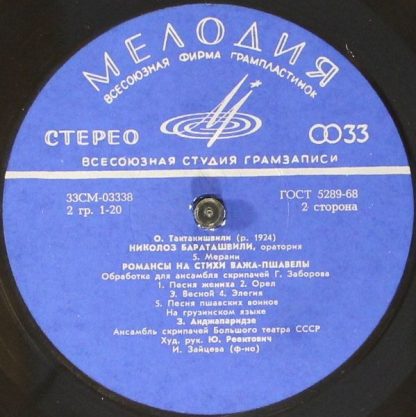 МЕЛОДИЯ
ВСЕСОЮЗНАЯ ФИРМА ГРАМПЛАСТИНОК
СТЕРЕО
33
ВСЕСОЮЗНАЯ СТУДИЯ ГРАМЗАПИСИ
33СМ-03338
ГОСТ 5289-68
2 гр. 1-20
2 сторона
О. Тактакишвили (р. 1924)
НИКОЛОЗ БАРАТАШВИЛИ, оратория
5. Мерани
РОМАНСЫ НА СТИХИ ВАЖА-ПШАВЕЛЫ
Обработка для ансамбля скрипачей Г. Заборова
1. Песня жениха 2. Орел
Э. Весной 4. Элегия
5. Песня пшавских воинов
На грузинском языке
З. Анджапаридзе
Ансамбль скрипачей Большого театра СССР
Худ. рук. Ю. Реентович
И. Зайцева (ф-но)